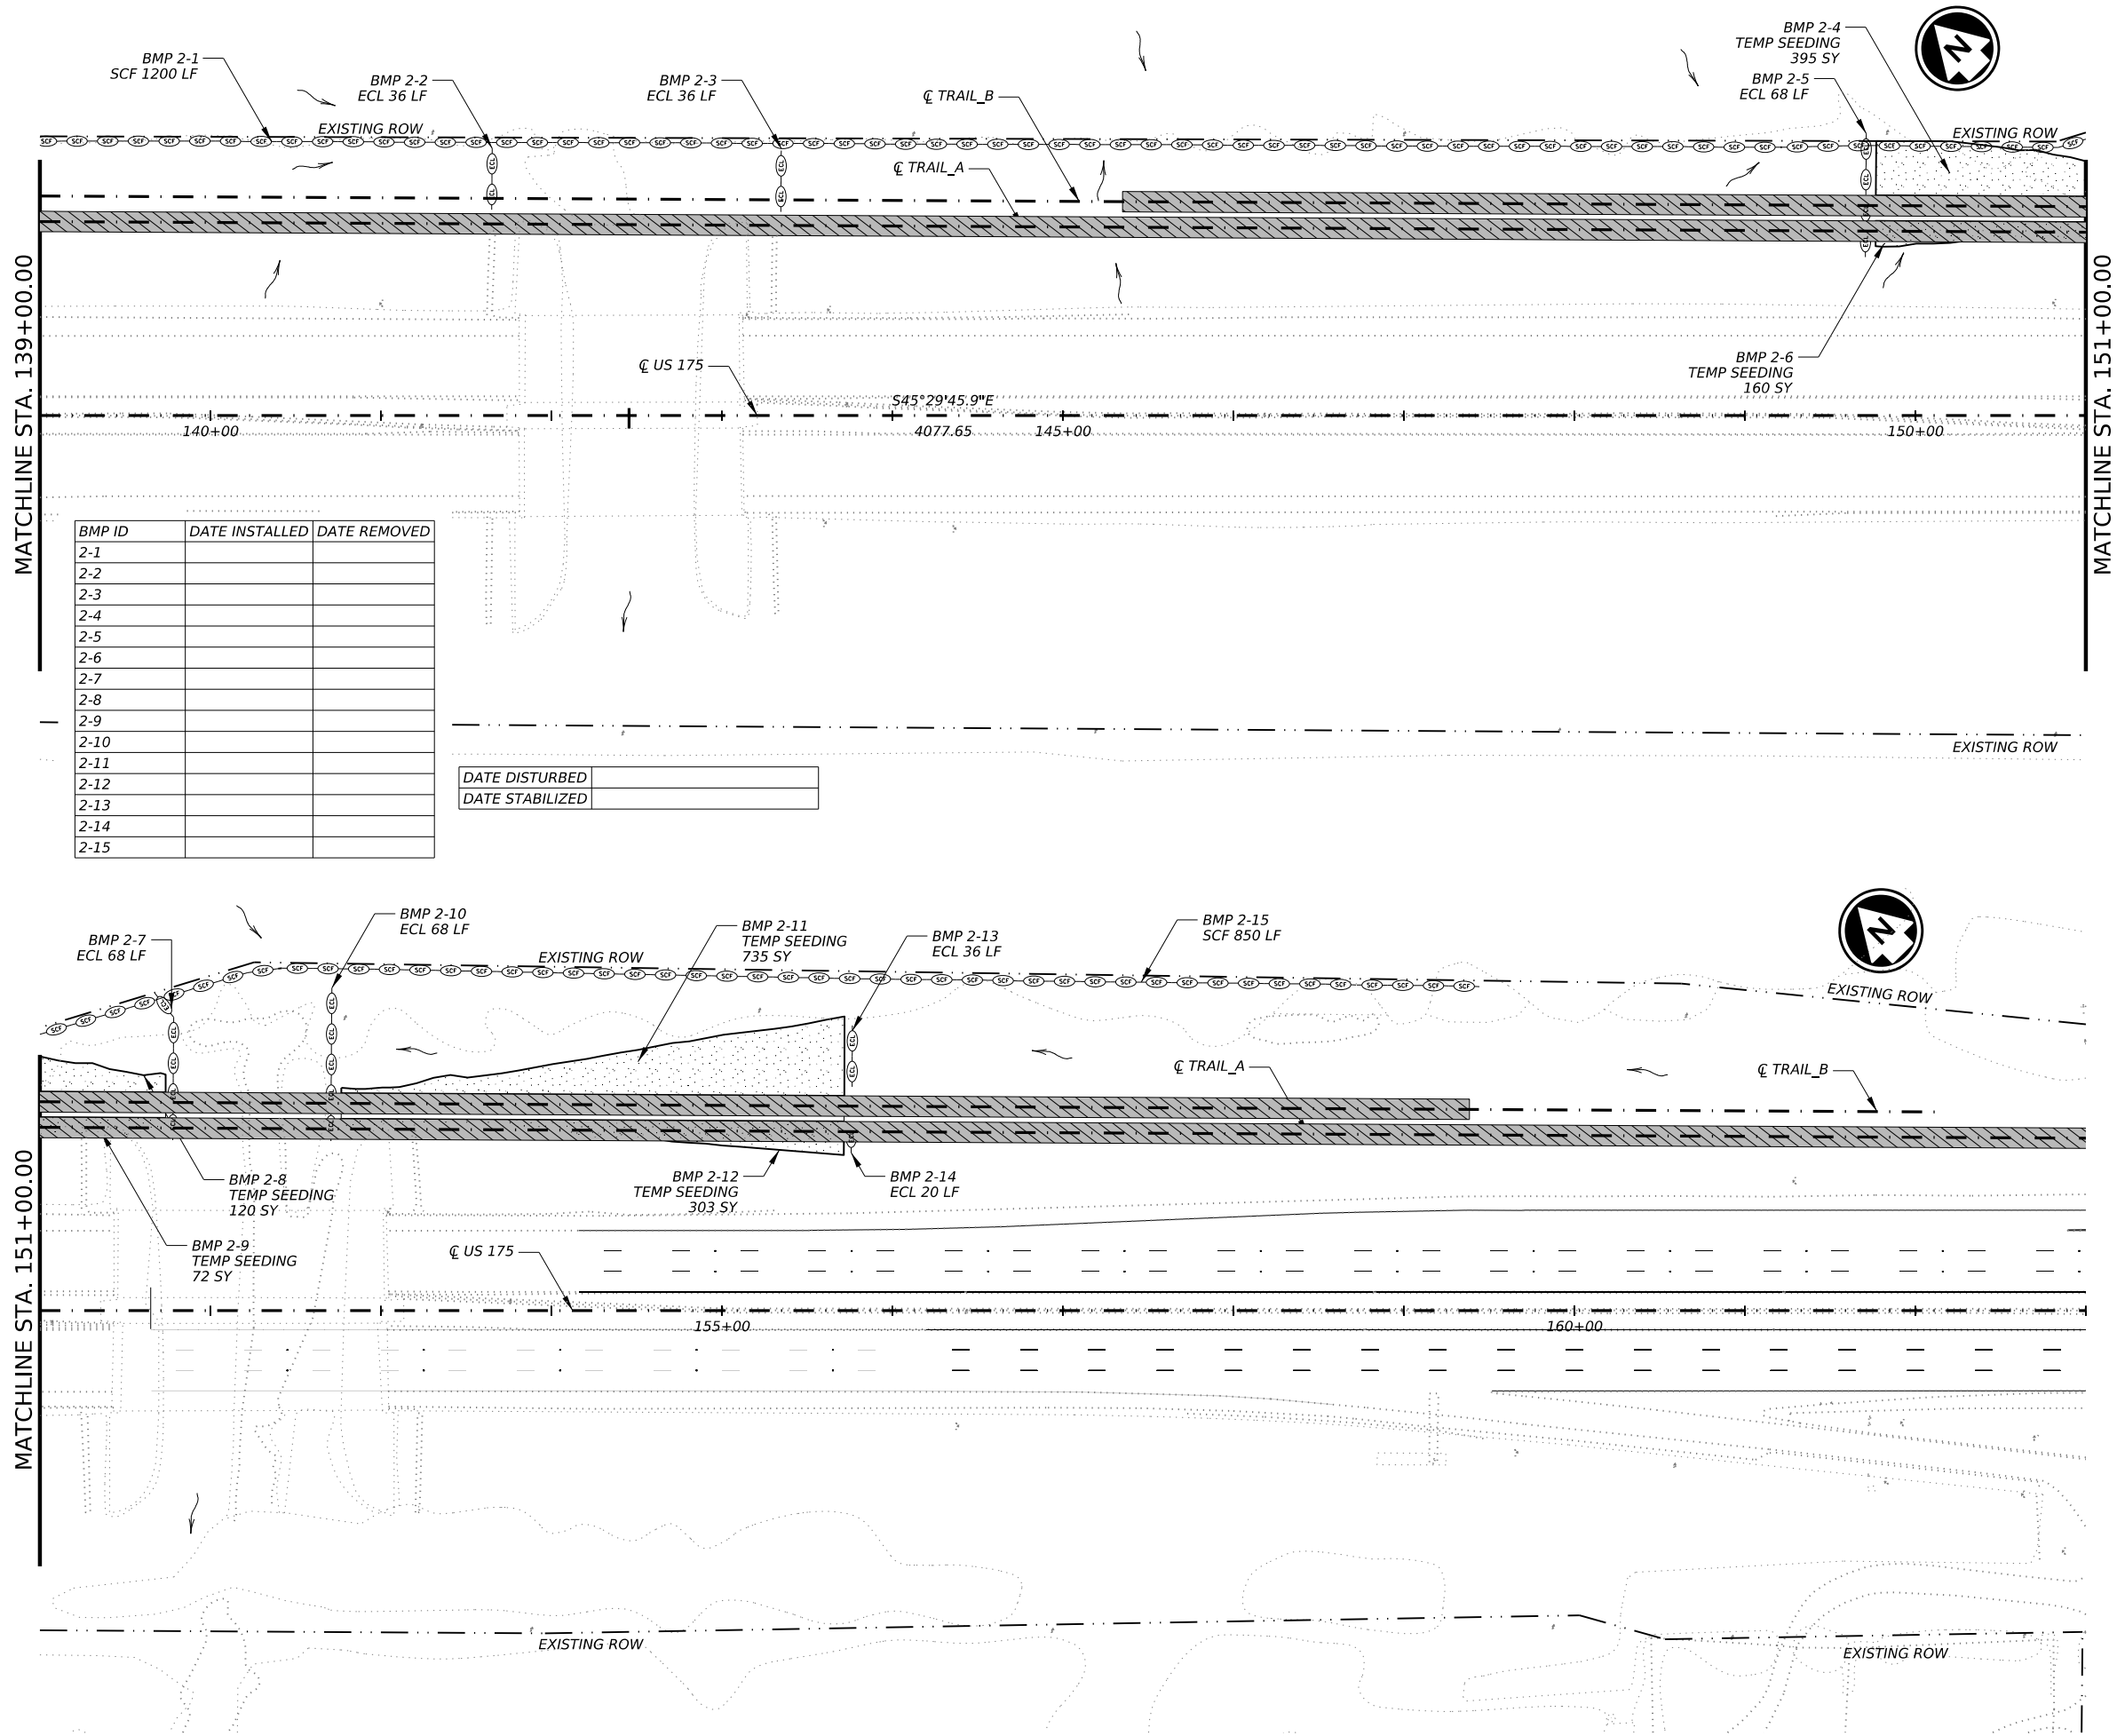 BMP 2-1
SCF 1200 LF
BMP 2-2
ECL 36 LF
BMP 2-3
ECL 36 LF
℄ TRAIL_B
BMP 2-4
TEMP SEEDING
395 SY
BMP 2-5
ECL 68 LF
N
EXISTING ROW
EXISTING ROW
℄ TRAIL_A
MATCHLINE STA. 139+00.00
MATCHLINE STA. 151+00.00
BMP 2-6
TEMP SEEDING
160 SY
℄ US 175
S45°29'45.9"E
140+00
4077.65
145+00
150+00
BMP ID DATE INSTALLED DATE REMOVED
2-1
2-2
2-3
2-4
2-5
2-6
2-7
2-8
2-9
2-10
2-11
2-12
2-13
2-14
2-15
EXISTING ROW
DATE DISTURBED
DATE STABILIZED
BMP 2-7
ECL 68 LF
BMP 2-10
ECL 68 LF
EXISTING ROW
BMP 2-11
TEMP SEEDING
735 SY
BMP 2-13
ECL 36 LF
BMP 2-15
SCF 850 LF
N
EXISTING ROW
℄ TRAIL_A
℄ TRAIL_B
MATCHLINE STA. 151+00.00
BMP 2-8
TEMP SEEDING
120 SY
BMP 2-9
TEMP SEEDING
72 SY
BMP 2-12
TEMP SEEDING
303 SY
BMP 2-14
ECL 20 LF
℄ US 175
155+00
160+00
EXISTING ROW
EXISTING ROW